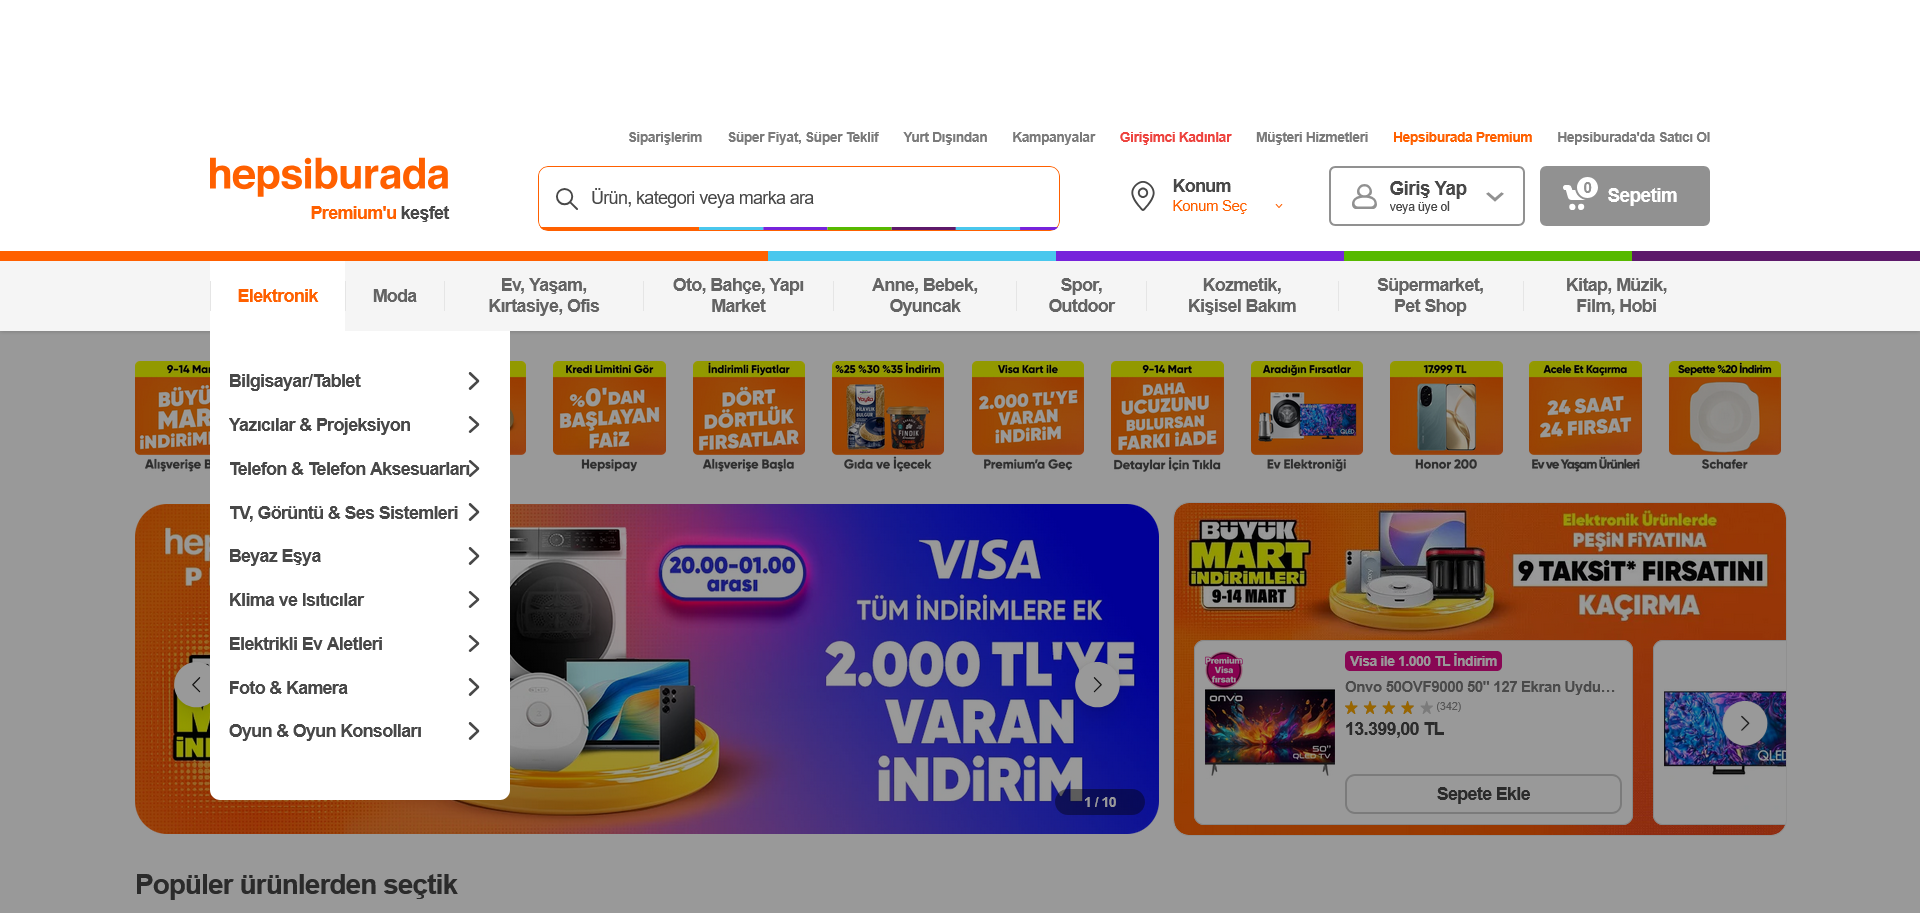 Siparişlerim
Süper Fiyat, Süper Teklif
Yurt Dışından
Kampanyalar
Girişimci Kadınlar
Müşteri Hizmetleri
Hepsiburada Premium
Hepsiburada'da Satıcı Ol
hepsiburada
Premium'u keşfet
Ürün, kategori veya marka ara
Konum
Konum Seç
Giriş Yap
veya üye ol
0
Sepetim
Elektronik
Moda
Ev, Yaşam,
Kırtasiye, Ofis
Oto, Bahçe, Yapı
Market
Anne, Bebek,
Oyuncak
Spor,
Outdoor
Kozmetik,
Kişisel Bakım
Süpermarket,
Pet Shop
Kitap, Müzik,
Film, Hobi
Bilgisayar/Tablet
Yazıcılar & Projeksiyon
Telefon & Telefon Aksesuarları
TV, Görüntü & Ses Sistemleri
Beyaz Eşya
Klima ve Isıtıcılar
Elektrikli Ev Aletleri
Foto & Kamera
Oyun & Oyun Konsolları
9-14 Mar
BÜYÜ
MAR
İNDİRİMİ
Alışverişe B
Kredi Limitini Gör
%0'DAN
BAŞLAYAN
FAİZ
Hepsipay
İndirimli Fiyatlar
DÖRT
DÖRTLÜK
FIRSATLAR
Alışverişe Başla
%25 %30 %35 İndirim
Yayla
FINDIK
Gıda ve İçecek
Visa Kart ile
2.000 TL'YE
VARAN
İNDİRİM
Premium'a Geç
9-14 Mart
DAHA
UCUZUNU
BULURSAN
FARKI İADE
Detaylar İçin Tıkla
Aradığın Fırsatlar
QLED
Ev Elektroniği
17.999 TL
Honor 200
Acele Et Kaçırma
24 SAAT
24 FIRSAT
Ev ve Yaşam Ürünleri
Sepette %20 İndirim
Schafer
he
P
20.00-01.00
arası
VISA
TÜM İNDİRİMLERE EK
2.000 TL'YE
VARAN
İNDİRİM
1 / 10
BÜYÜK
MART
İNDİRİMLERİ
9-14 MART
Elektronik Ürünlerde
PEŞİN FİYATINA
9 TAKSİT* FIRSATINI
KAÇIRMA
Premium
Visa
fırsatı
onvo
50"
QLED TV
Visa ile 1.000 TL İndirim
Onvo 50OVF9000 50" 127 Ekran Uydu…
(342)
13.399,00 TL
Sepete Ekle
QLED
Popüler ürünlerden seçtik